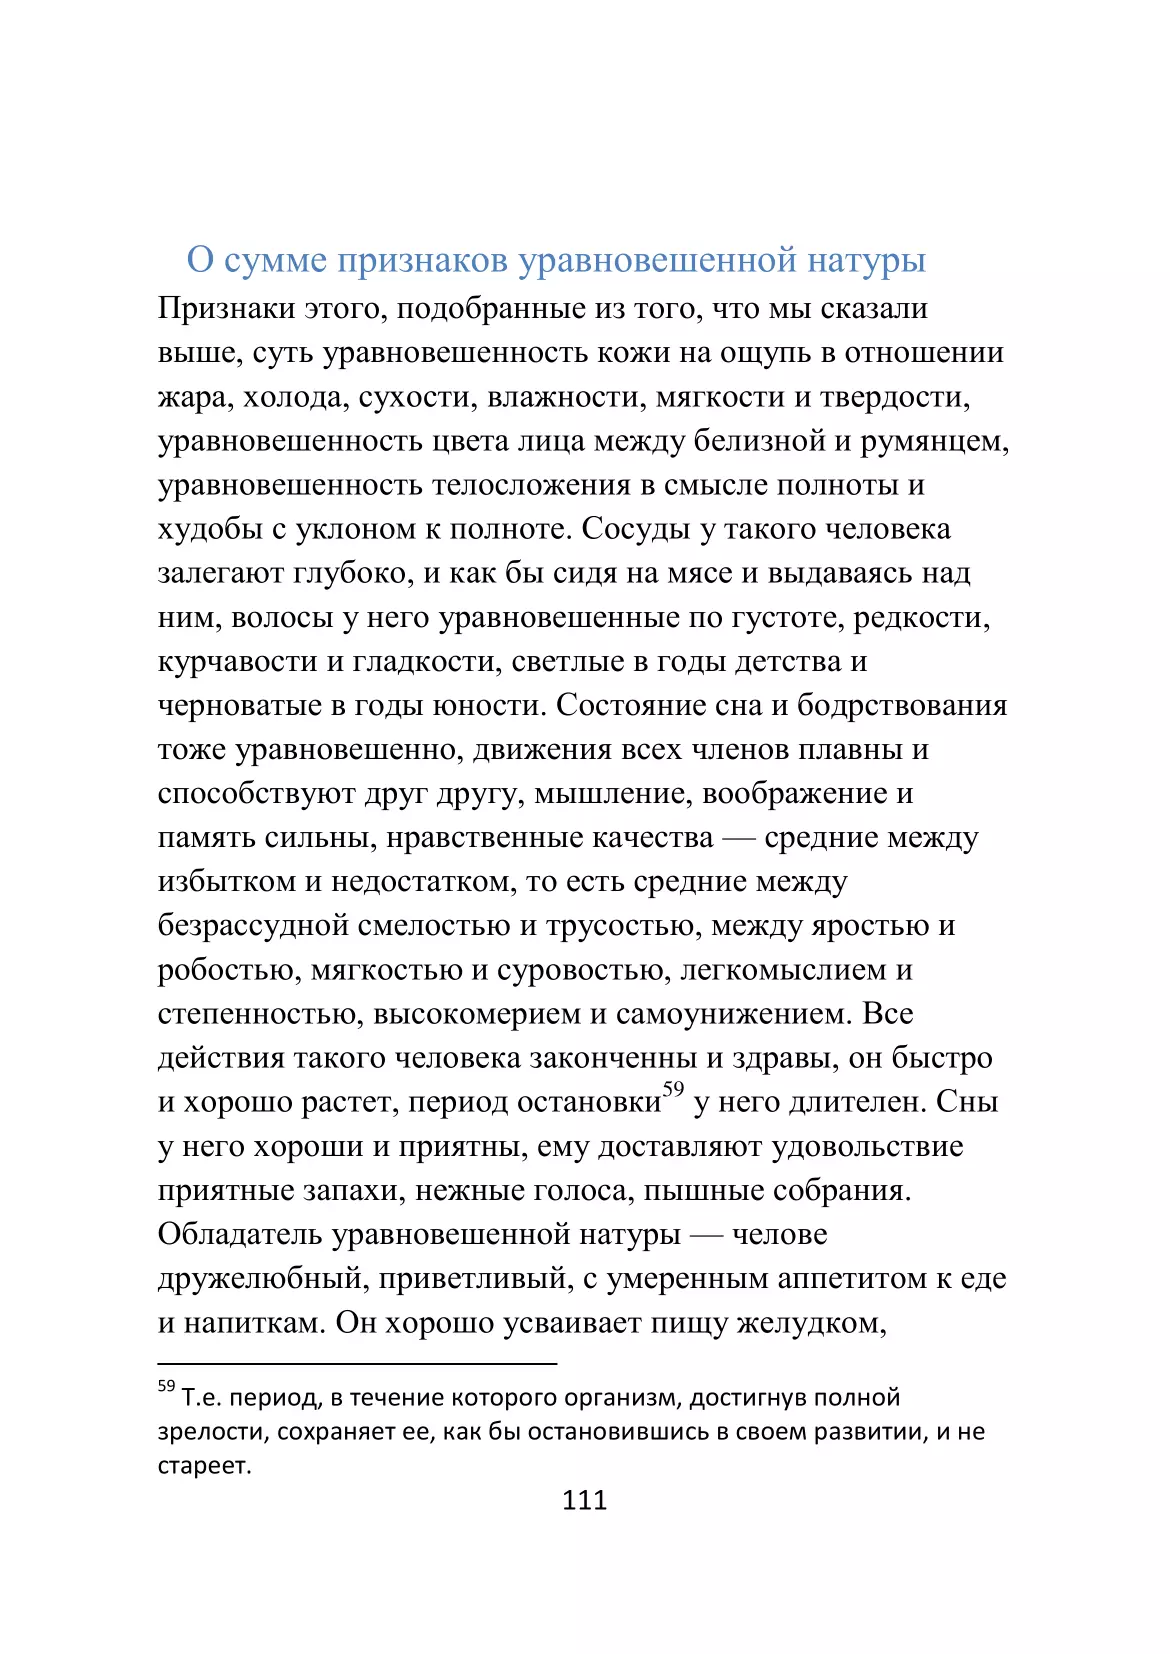 О сумме признаков уравновешенной натуры
Признаки этого, подобранные из того, что мы сказали
выше, суть уравновешенность кожи на ощупь в отношении
жара, холода, сухости, влажности, мягкости и твердости,
уравновешенность цвета лица между белизной и румянцем,
уравновешенность телосложения в смысле полноты и
худобы с уклоном к полноте. Сосуды у такого человека
залегают глубоко, и как бы сидя на мясе и выдаваясь над
ним, волосы у него уравновешенные по густоте, редкости,
курчавости и гладкости, светлые в годы детства и
черноватые в годы юности. Состояние сна и бодрствования
тоже уравновешенно, движения всех членов плавны и
способствуют друг другу, мышление, воображение и
память сильны, нравственные качества — средние между
избытком и недостатком, то есть средние между
безрассудной смелостью и трусостью, между яростью и
робостью, мягкостью и суровостью, легкомыслием и
степенностью, высокомерием и самоунижением. Все
действия такого человека законченны и здравы, он быстро
и хорошо растет, период остановки59 у него длителен. Сны
у него хороши и приятны, ему доставляют удовольствие
приятные запахи, нежные голоса, пышные собрания.
Обладатель уравновешенной натуры — челове
дружелюбный, приветливый, с умеренным аппетитом к еде
и напиткам. Он хорошо усваивает пищу желудком,
59 Т.е. период, в течение которого организм, достигнув полной
зрелости, сохраняет ее, как бы остановившись в своем развитии, и не
стареет.
111